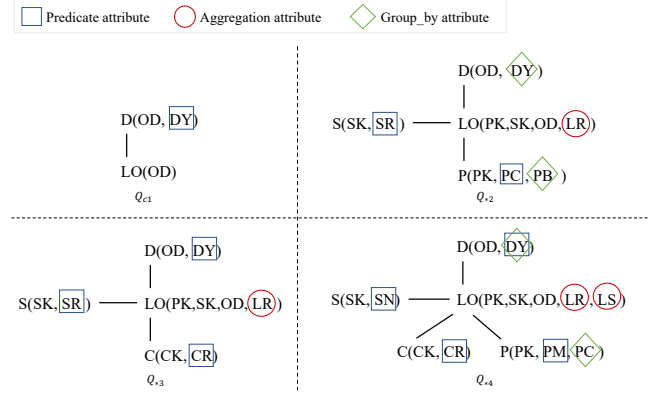 Predicate attribute
Aggregation attribute
Group_by attribute
D(OD, DY)
LO(OD)
Qc1
D(OD, DY )
S(SK, SR )
LO(PK,SK,OD, LR)
P(PK, PC , PB )
Q*2
D(OD, DY)
S(SK, SR )
LO(PK,SK,OD, LR)
C(CK, CR)
Q*3
D(OD, DY)
S(SK, SN)
LO(PK,SK,OD, LR, LS)
C(CK, CR)
P(PK, PM, PC )
Q*4